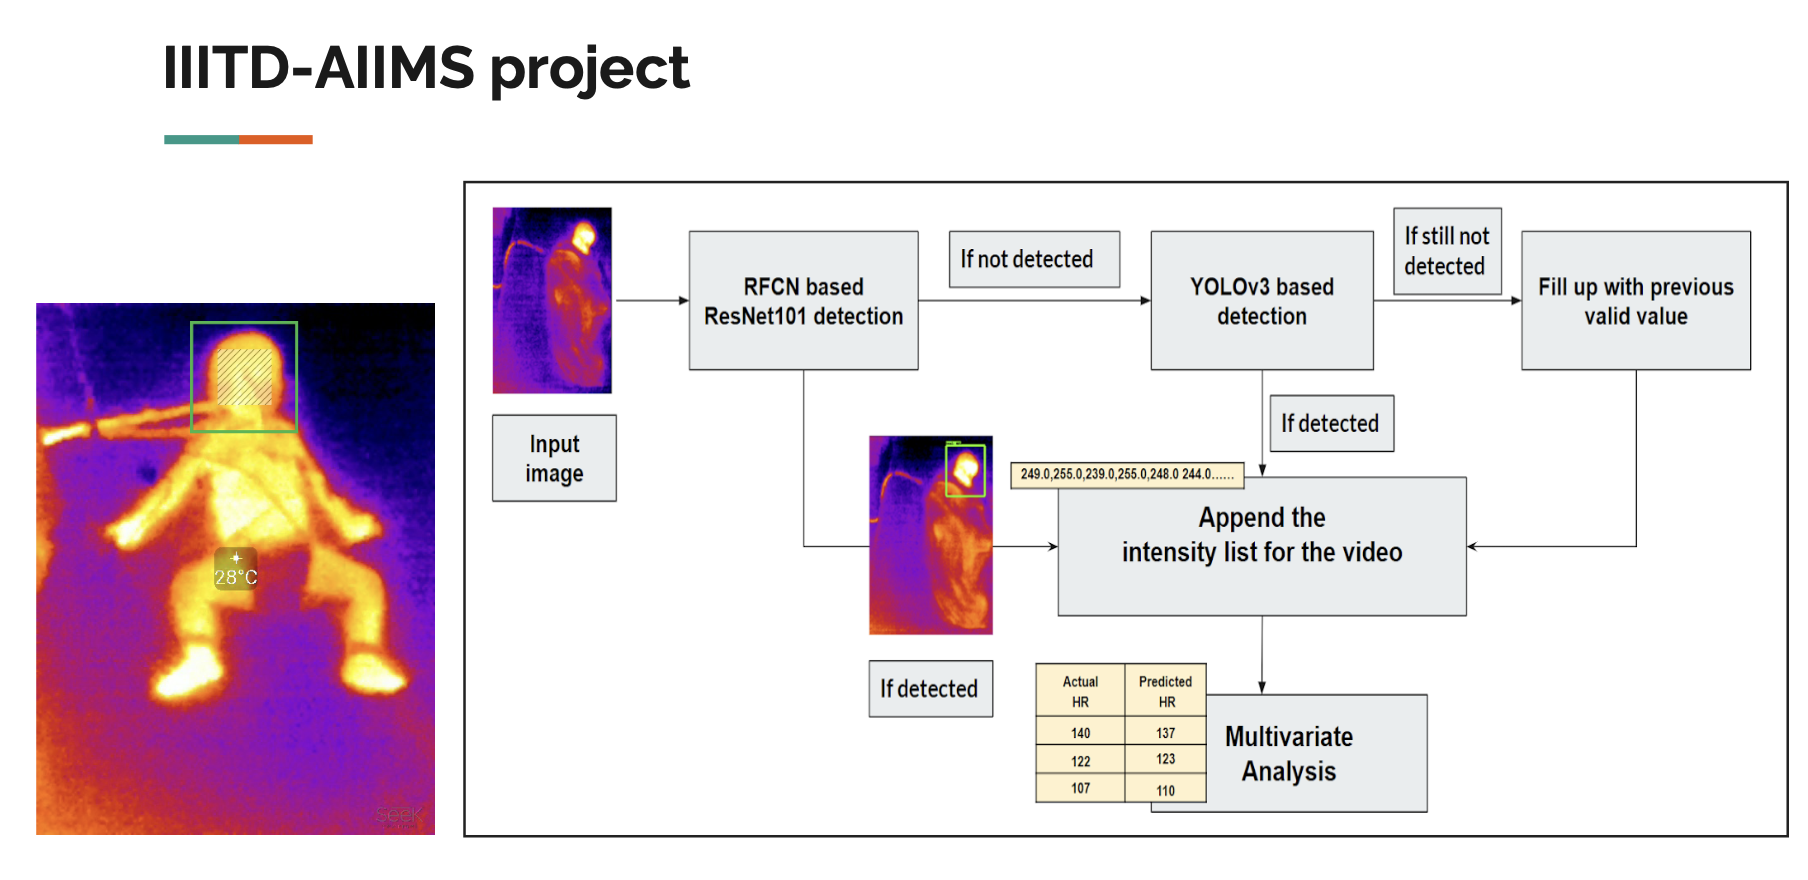 IIITD-AIIMS project
28°C
Seek
Input
image
RFCN based
ResNet101 detection
If not detected
YOLOv3 based
detection
If still not
detected
Fill up with previous
valid value
If detected
If detected
249.0,255.0,239.0,255.0,248.0 244.0......
Append the
intensity list for the video
Actual
HR
Predicted
HR
140
137
122
123
107
110
Multivariate
Analysis